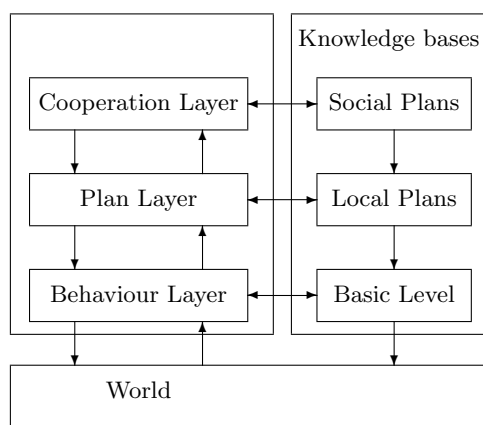 Knowledge bases
Cooperation Layer
Social Plans
Plan Layer
Local Plans
Behaviour Layer
Basic Level
World